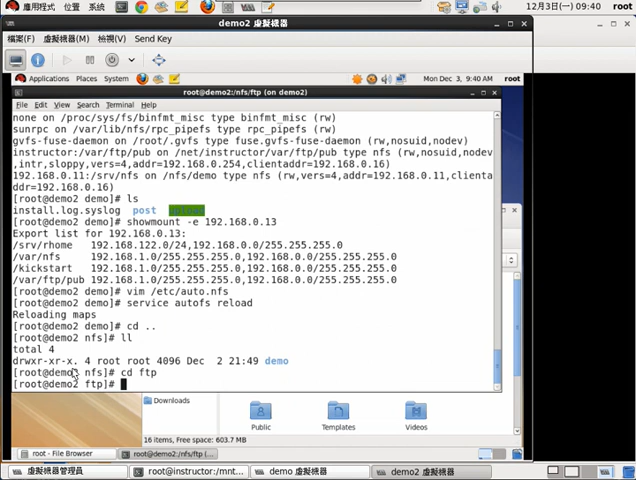 應用程式 位置 系統 12月3日(一) 09:40 root
demo2 虛擬機器
檔案(F) 虛擬機器(M) 檢視(V) Send Key
Applications Places System Mon Dec 3, 9:40 AM root
root@demo2:/nfs/ftp (on demo2)
File Edit View Search Terminal Help
none on /proc/sys/fs/binfmt_misc type binfmt_misc (rw)
sunrpc on /var/lib/nfs/rpc_pipefs type rpc_pipefs (rw)
gvfs-fuse-daemon on /root/.gvfs type fuse.gvfs-fuse-daemon (rw,nosuid,nodev)
instructor:/var/ftp/pub on /net/instructor/var/ftp/pub type nfs (rw,nosuid,nodev
,intr,sloppy,vers=4,addr=192.168.0.254,clientaddr=192.168.0.16)
192.168.0.11:/srv/nfs on /nfs/demo type nfs (rw,vers=4,addr=192.168.0.11,clienta
ddr=192.168.0.16)
[root@demo2 demo]# ls
install.log.syslog post upload
[root@demo2 demo]# showmount -e 192.168.0.13
Export list for 192.168.0.13:
/srv/rhome 192.168.122.0/24,192.168.0.0/255.255.255.0
/var/nfs 192.168.1.0/255.255.255.0,192.168.0.0/255.255.255.0
/kickstart 192.168.1.0/255.255.255.0,192.168.0.0/255.255.255.0
/var/ftp/pub 192.168.1.0/255.255.255.0,192.168.0.0/255.255.255.0
[root@demo2 demo]# vim /etc/auto.nfs
[root@demo2 demo]# service autofs reload
Reloading maps
[root@demo2 demo]# cd ..
[root@demo2 nfs]# ll
total 4
drwxr-xr-x. 4 root root 4096 Dec 2 21:49 demo
[root@demo2 nfs]# cd ftp
[root@demo2 ftp]#
Downloads
Public Templates Videos
16 items, Free space: 603.7 MB
root - File Browser root@demo2:/nfs/ftp (...
虛擬機器管理員 root@instructor:/mnt... demo 虛擬機器 demo2 虛擬機器